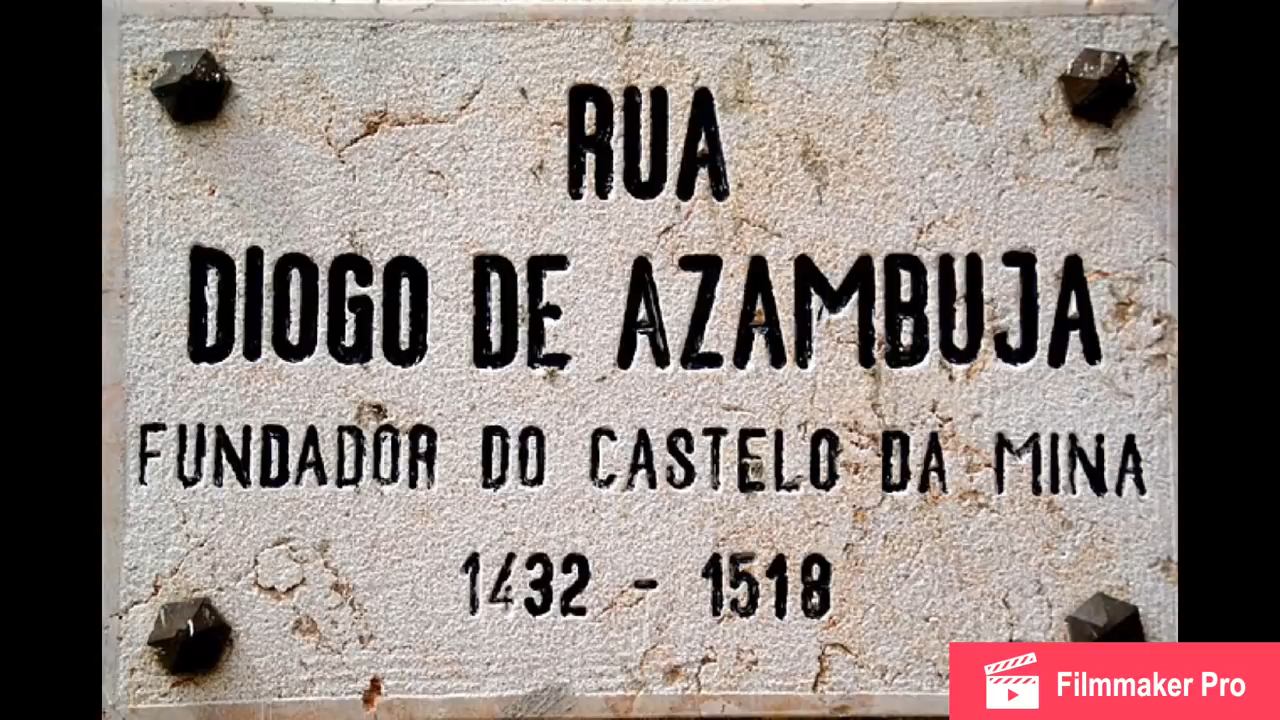 RUA
DIOGO DE AZAMBUJA
FUNDADOR DO CASTELO DA MINA
1432 - 1518
Filmmaker Pro